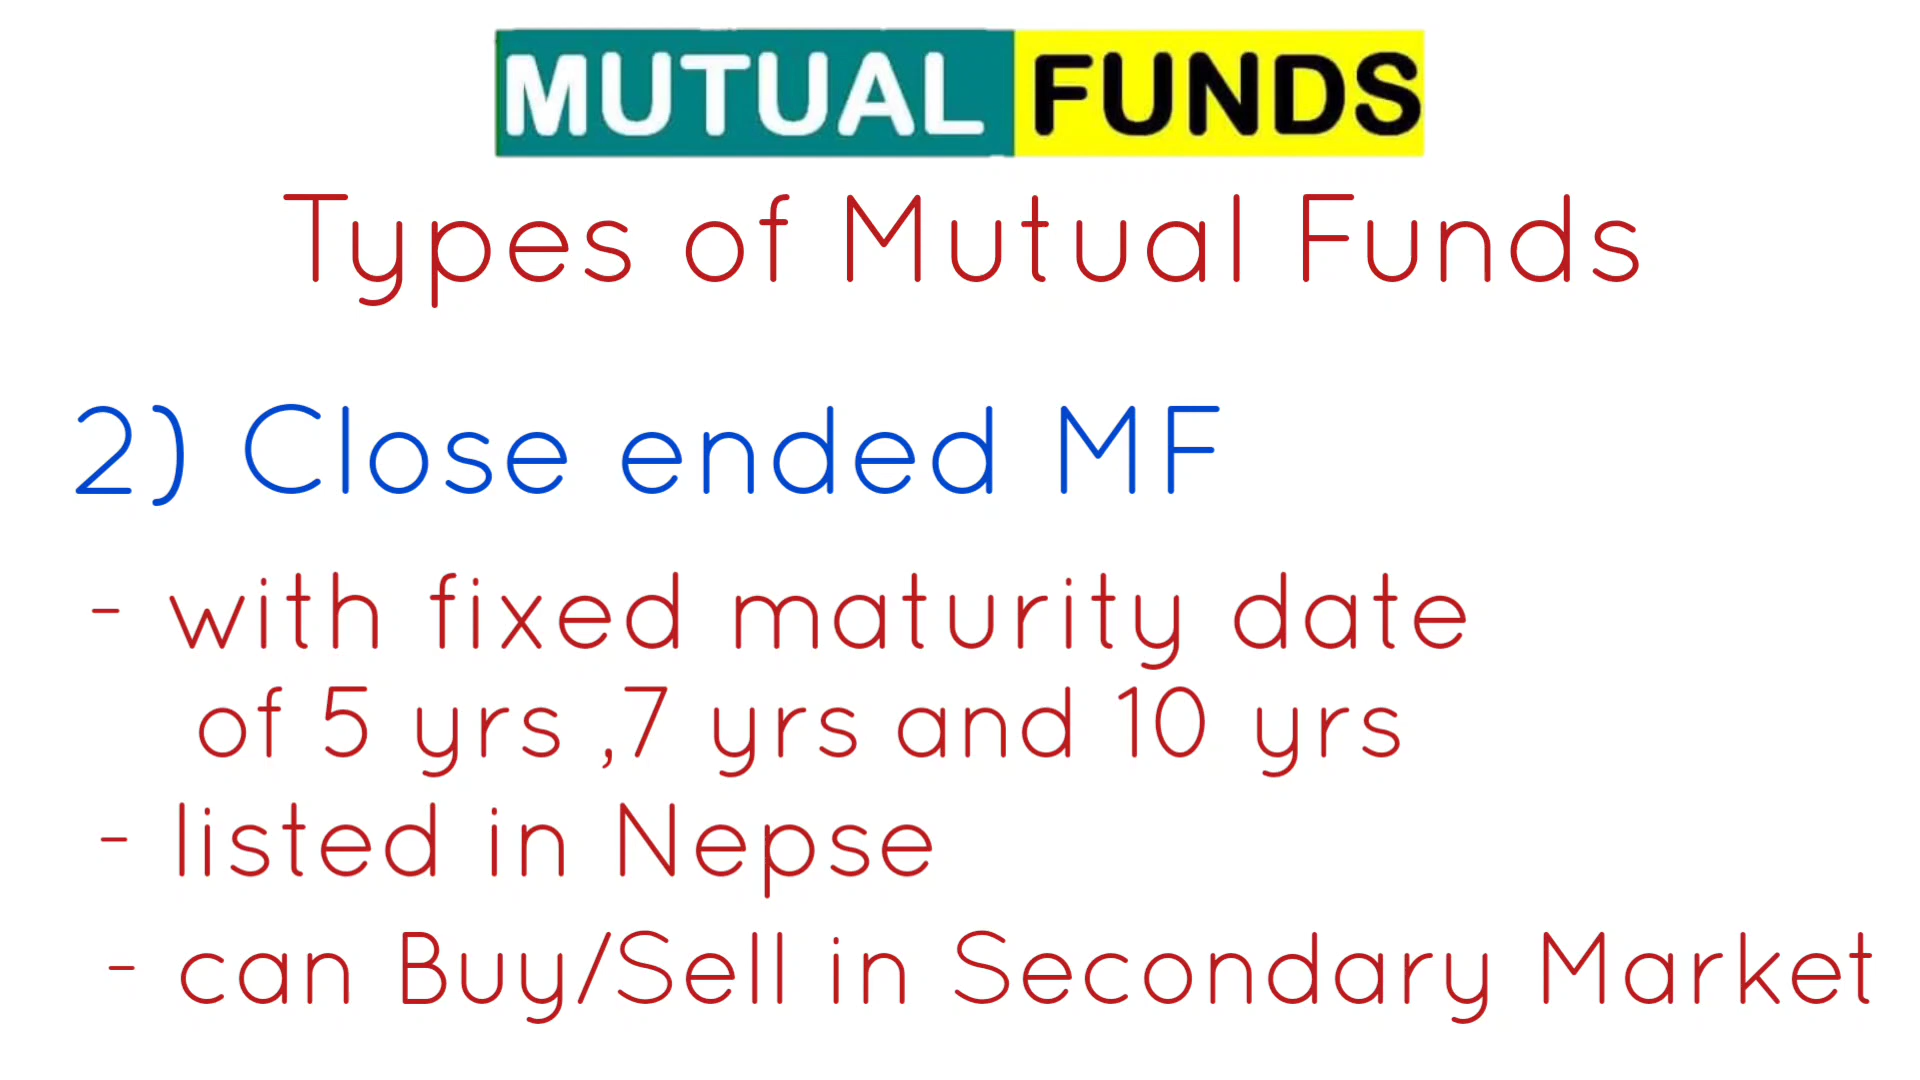 MUTUAL FUNDS
Types of Mutual Funds
2) Close ended MF
- with fixed maturity date
of 5 yrs ,7 yrs and 10 yrs
- listed in Nepse
- can Buy/Sell in Secondary Market